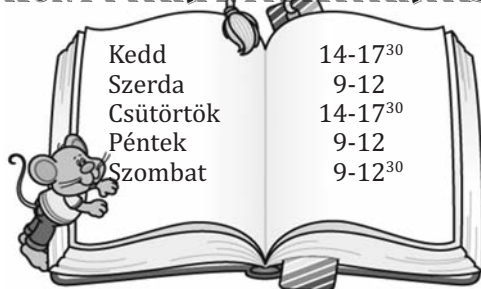 Kedd 14-17³⁰
Szerda 9-12
Csütörtök 14-17³⁰
Péntek 9-12
Szombat 9-12³⁰